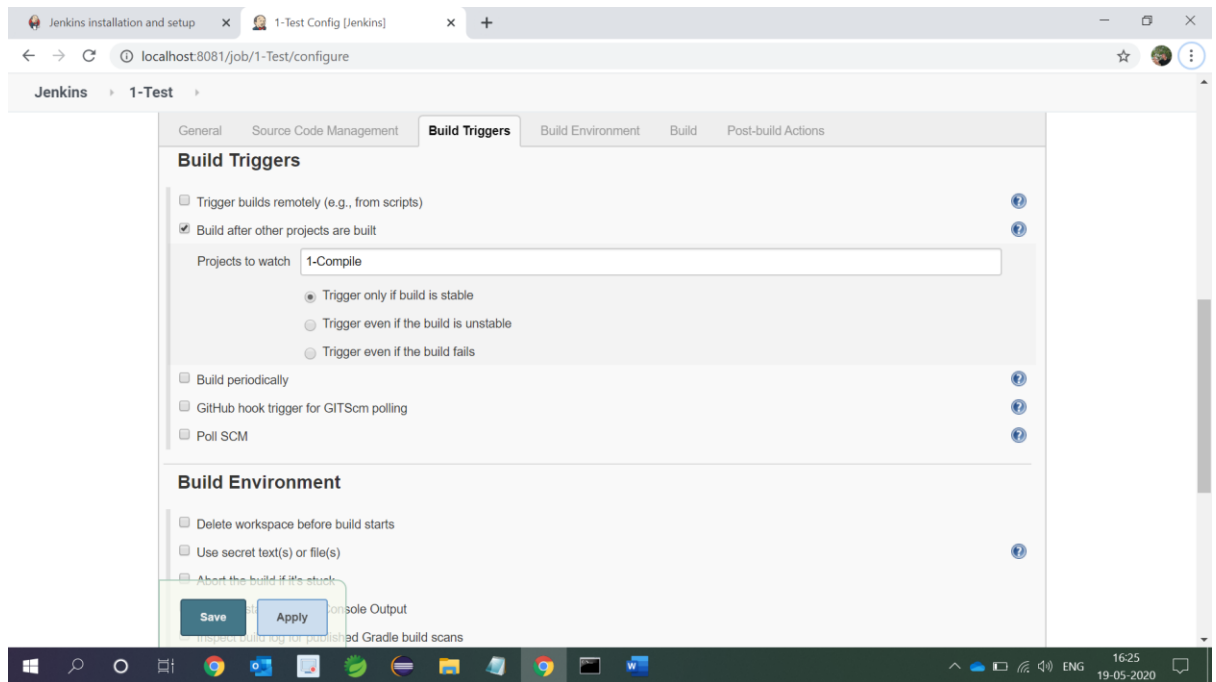 Jenkins installation and setup
1-Test Config [Jenkins]
localhost:8081/job/1-Test/configure
Jenkins 1-Test
General Source Code Management Build Triggers Build Environment Build Post-build Actions
Build Triggers
Trigger builds remotely (e.g., from scripts)
Build after other projects are built
Projects to watch 1-Compile
Trigger only if build is stable
Trigger even if the build is unstable
Trigger even if the build fails
Build periodically
GitHub hook trigger for GITScm polling
Poll SCM
Build Environment
Delete workspace before build starts
Use secret text(s) or file(s)
Abort the build if it's stuck
Console Output
Save Apply
Inspect build log for published Gradle build scans
ENG
16:25
19-05-2020